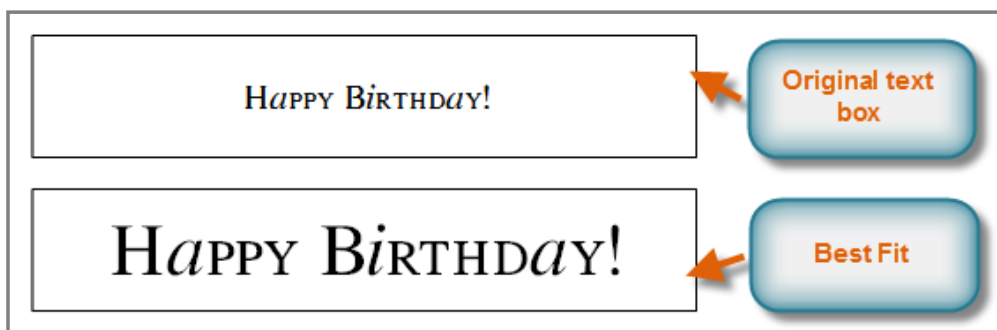 HaPPY BiRTHDaY!
Original text
box
HaPPY BiRTHDaY!
Best Fit